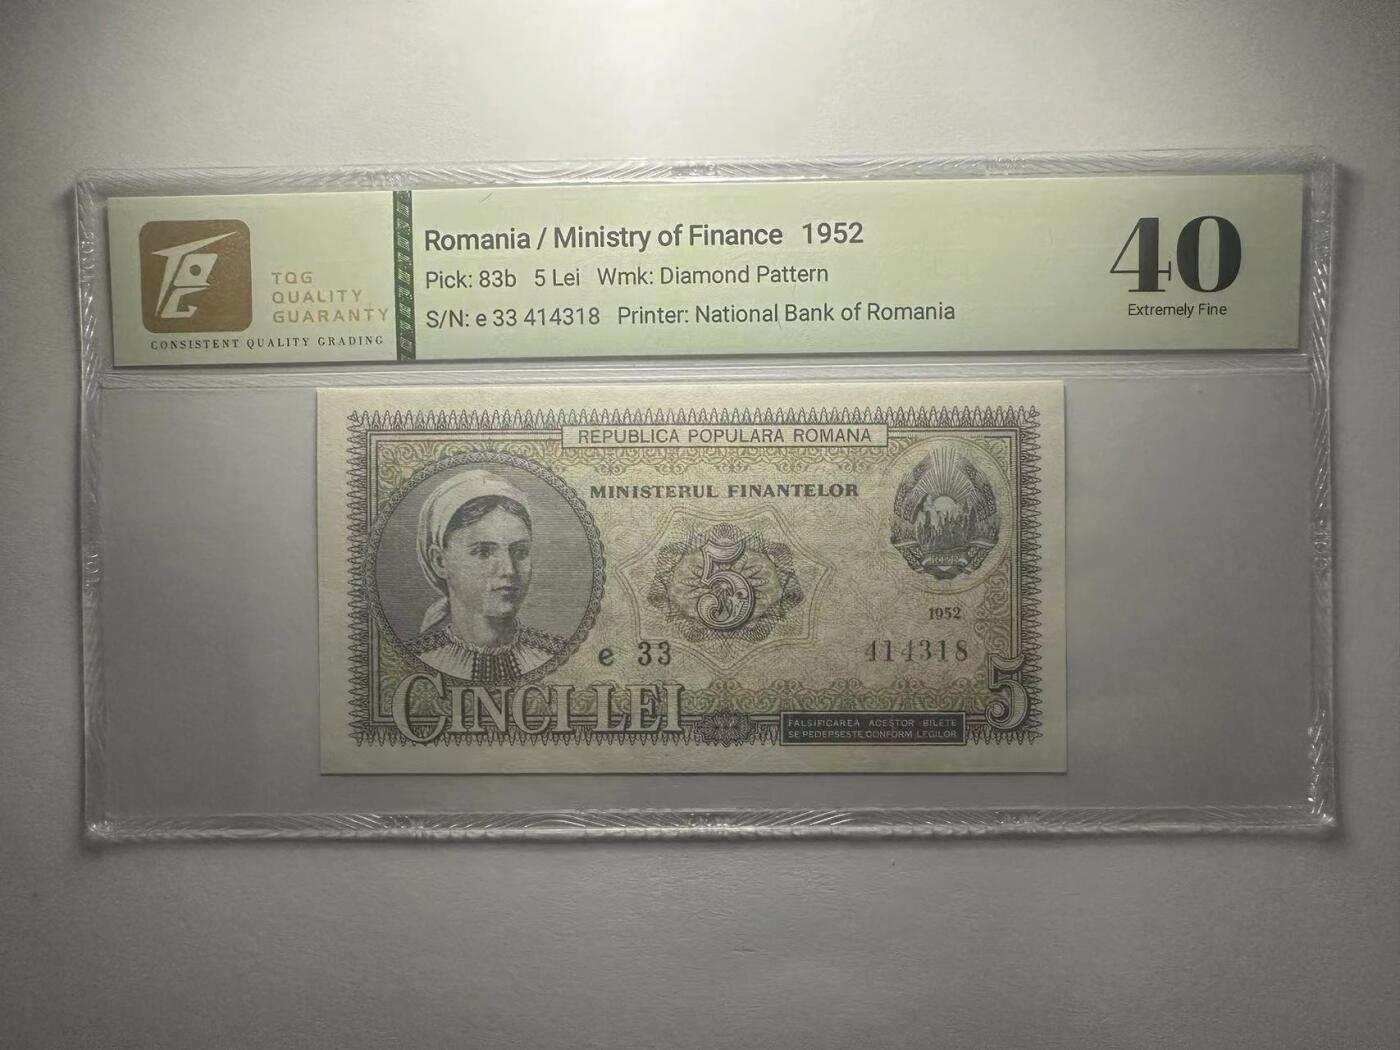 TQG
QUALITY
GUARANTY
CONSISTENT QUALITY GRADING
Romania / Ministry of Finance 1952
Pick: 83b 5 Lei Wmk: Diamond Pattern
S/N: e 33 414318 Printer: National Bank of Romania
40
Extremely Fine
REPUBLICA POPULARA ROMANA
MINISTERUL FINANTELOR
5
1952
e 33 414318
CINCI LEI
5
FALSIFICAREA ACESTOR BILETE
SE PEDEPSESTE CONFORM LEGILOR